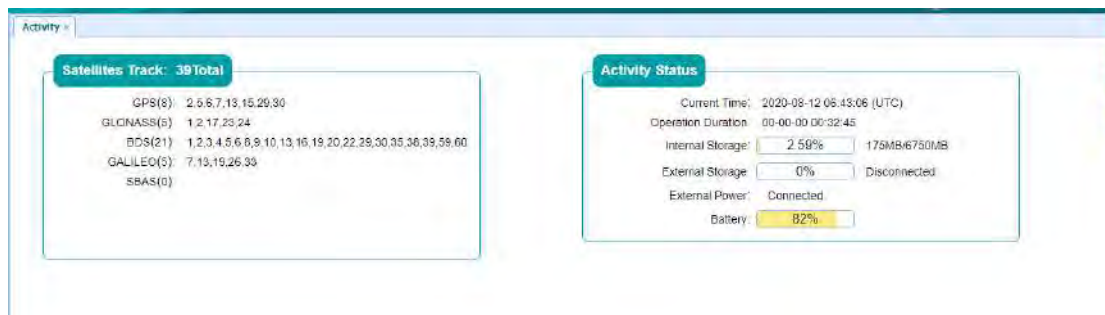 Activity ×
Satellites Track: 39Total
GPS(8): 2,5,6,7,13,15,29,30
GLONASS(5): 1,2,17,23,24
BDS(21): 1,2,3,4,5,6,8,9,10,13,16,19,20,22,29,30,35,38,39,59,60
GALILEO(5): 7,13,19,26,33
SBAS(0):
Activity Status
Current Time: 2020-08-12 06:43:06 (UTC)
Operation Duration: 00-00-00 00:32:45
Internal Storage: 2.59% 175MB/6750MB
External Storage: 0% Disconnected
External Power: Connected
Battery: 82%